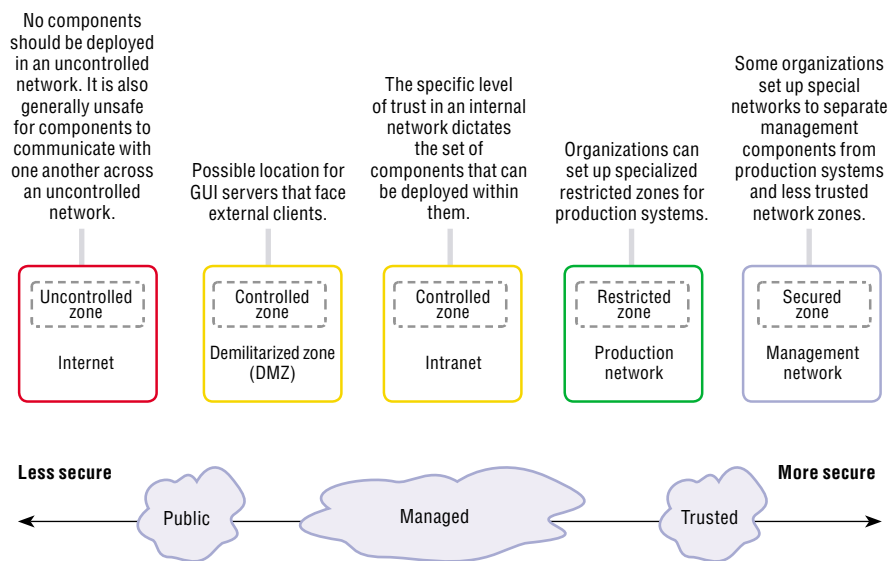 No components
should be deployed
in an uncontrolled
network. It is also
generally unsafe
for components to
communicate with
one another across
an uncontrolled
network.
Possible location for
GUI servers that face
external clients.
The specific level
of trust in an internal
network dictates
the set of
components that can
be deployed within
them.
Organizations can
set up specialized
restricted zones for
production systems.
Some organizations
set up special
networks to separate
management
components from
production systems
and less trusted
network zones.
Uncontrolled
zone
Internet
Controlled
zone
Demilitarized zone
(DMZ)
Controlled
zone
Intranet
Restricted
zone
Production
network
Secured
zone
Management
network
Less secure
More secure
Public
Managed
Trusted